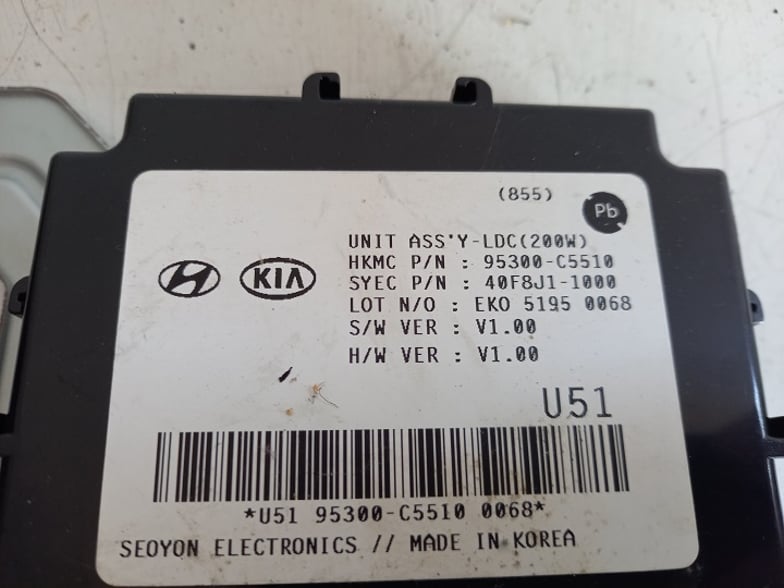 (855)
Pb
UNIT ASS'Y-LDC(200W)
HKMC P/N : 95300-C5510
SYEC P/N : 40F8J1-1000
LOT N/O : EKO 5195 0068
S/W VER : V1.00
H/W VER : V1.00
KIA
U51
*U51 95300-C5510 0068*
SEOYON ELECTRONICS // MADE IN KOREA